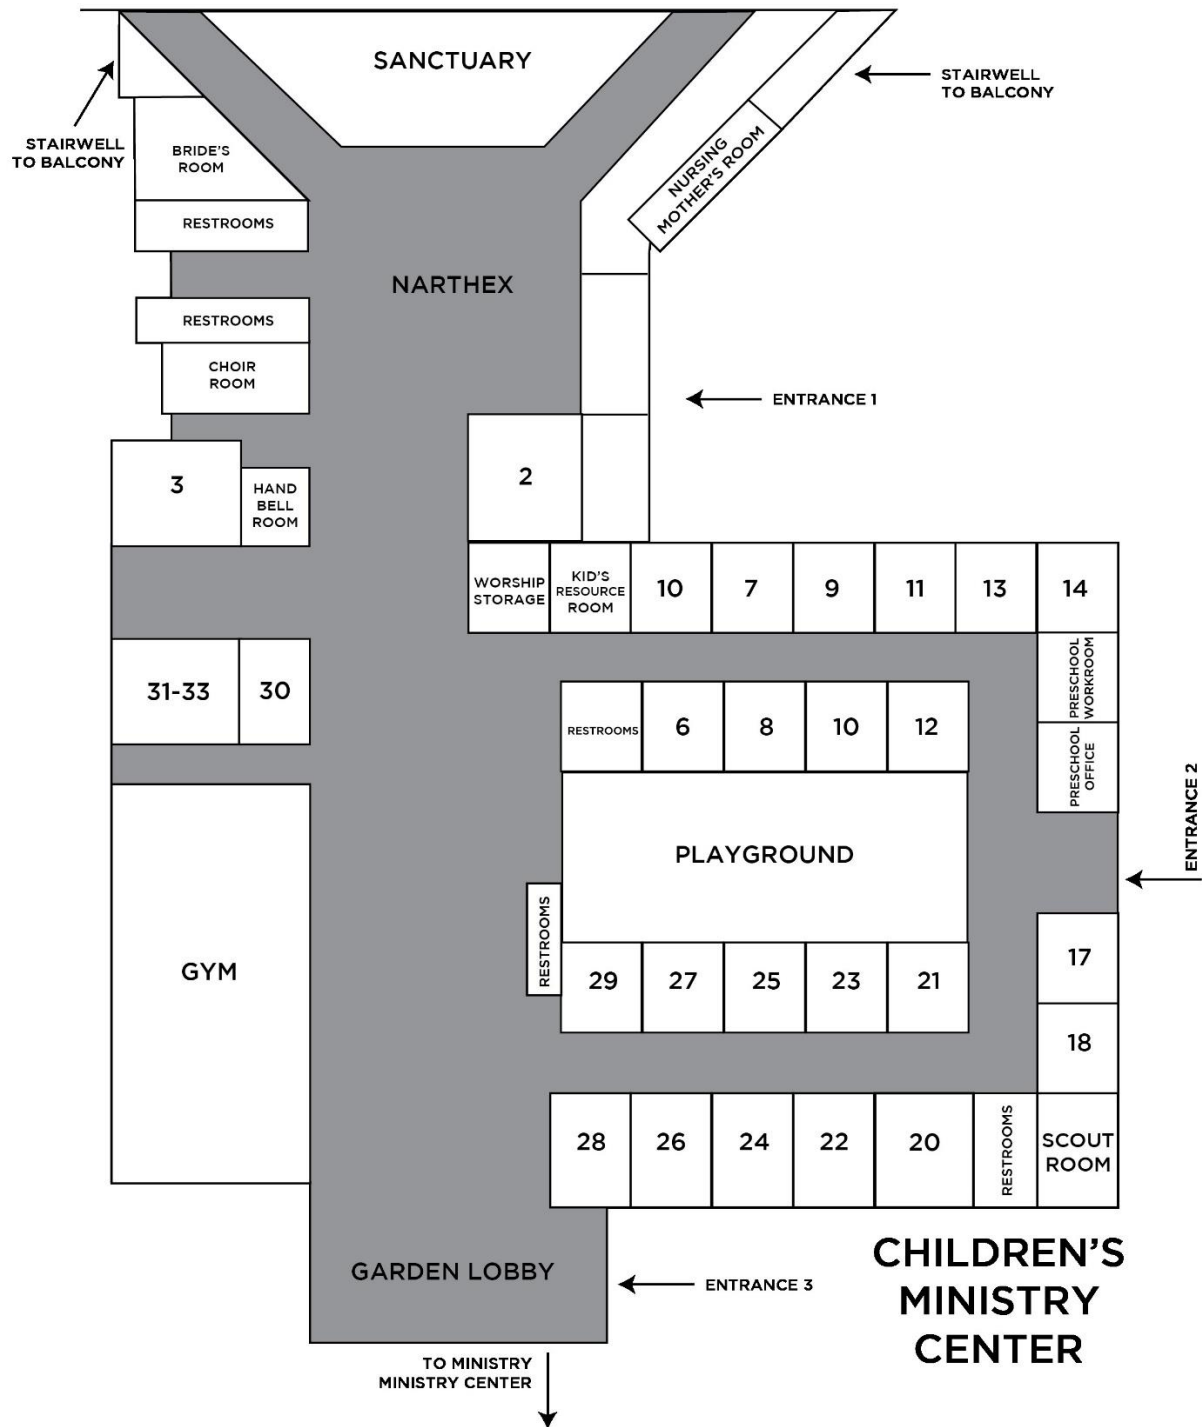 SANCTUARY
STAIRWELL
TO BALCONY
STAIRWELL
TO BALCONY
BRIDE'S
ROOM
NURSING
MOTHER'S ROOM
RESTROOMS
NARTHEX
RESTROOMS
CHOIR
ROOM
ENTRANCE 1
3
HAND
BELL
ROOM
2
WORSHIP
STORAGE
KID'S
RESOURCE
ROOM
10
7
9
11
13
14
PRESCHOOL
WORKROOM
31-33
30
RESTROOMS
6
8
10
12
PRESCHOOL
OFFICE
ENTRANCE 2
PLAYGROUND
RESTROOMS
GYM
29
27
25
23
21
17
18
28
26
24
22
20
RESTROOMS
SCOUT
ROOM
GARDEN LOBBY
ENTRANCE 3
CHILDREN'S
MINISTRY
CENTER
TO MINISTRY
MINISTRY CENTER